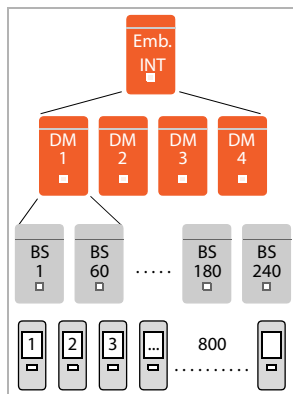 Emb.
INT
DM
1
DM
2
DM
3
DM
4
BS
1
BS
60
.....
BS
180
BS
240
1
2
3
...
800
..........